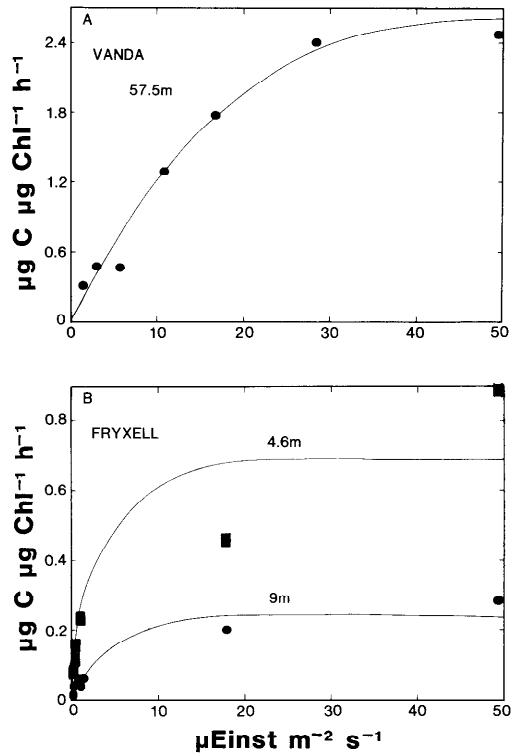 A
VANDA
57.5m
2.4
1.8
1.2
0.6
0
0 10 20 30 40 50
µg C µg Chl⁻¹ h⁻¹
B
FRYXELL
4.6m
9m
0.8
0.6
0.4
0.2
0
0 10 20 30 40 50
µg C µg Chl⁻¹ h⁻¹
µEinst m⁻² s⁻¹